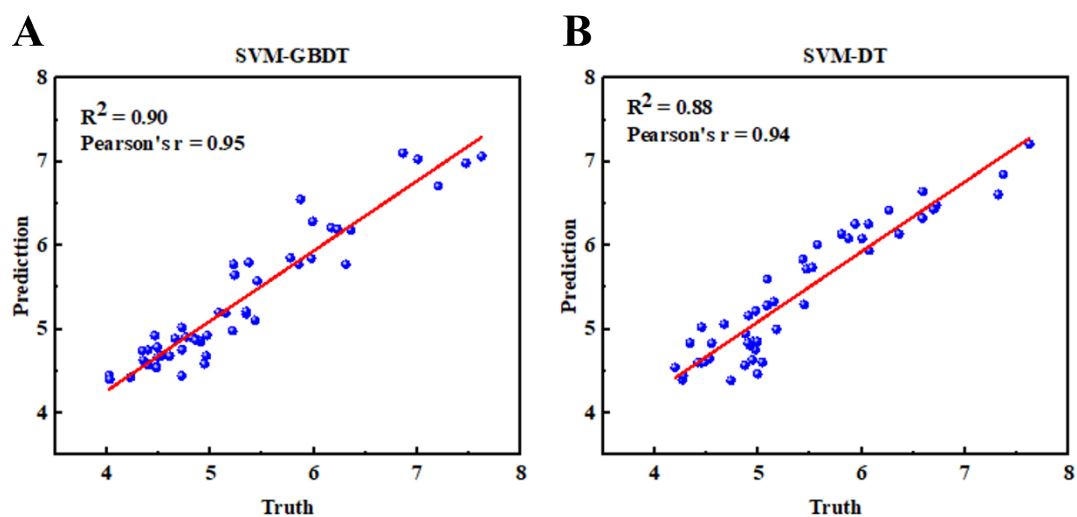 A
SVM-GBDT
R2 = 0.90
Pearson's r = 0.95
8
7
6
5
4
Predicttion
4 5 6 7 8
Truth
B
SVM-DT
R2 = 0.88
Pearson's r = 0.94
8
7
6
5
4
Prediction
4 5 6 7 8
Truth